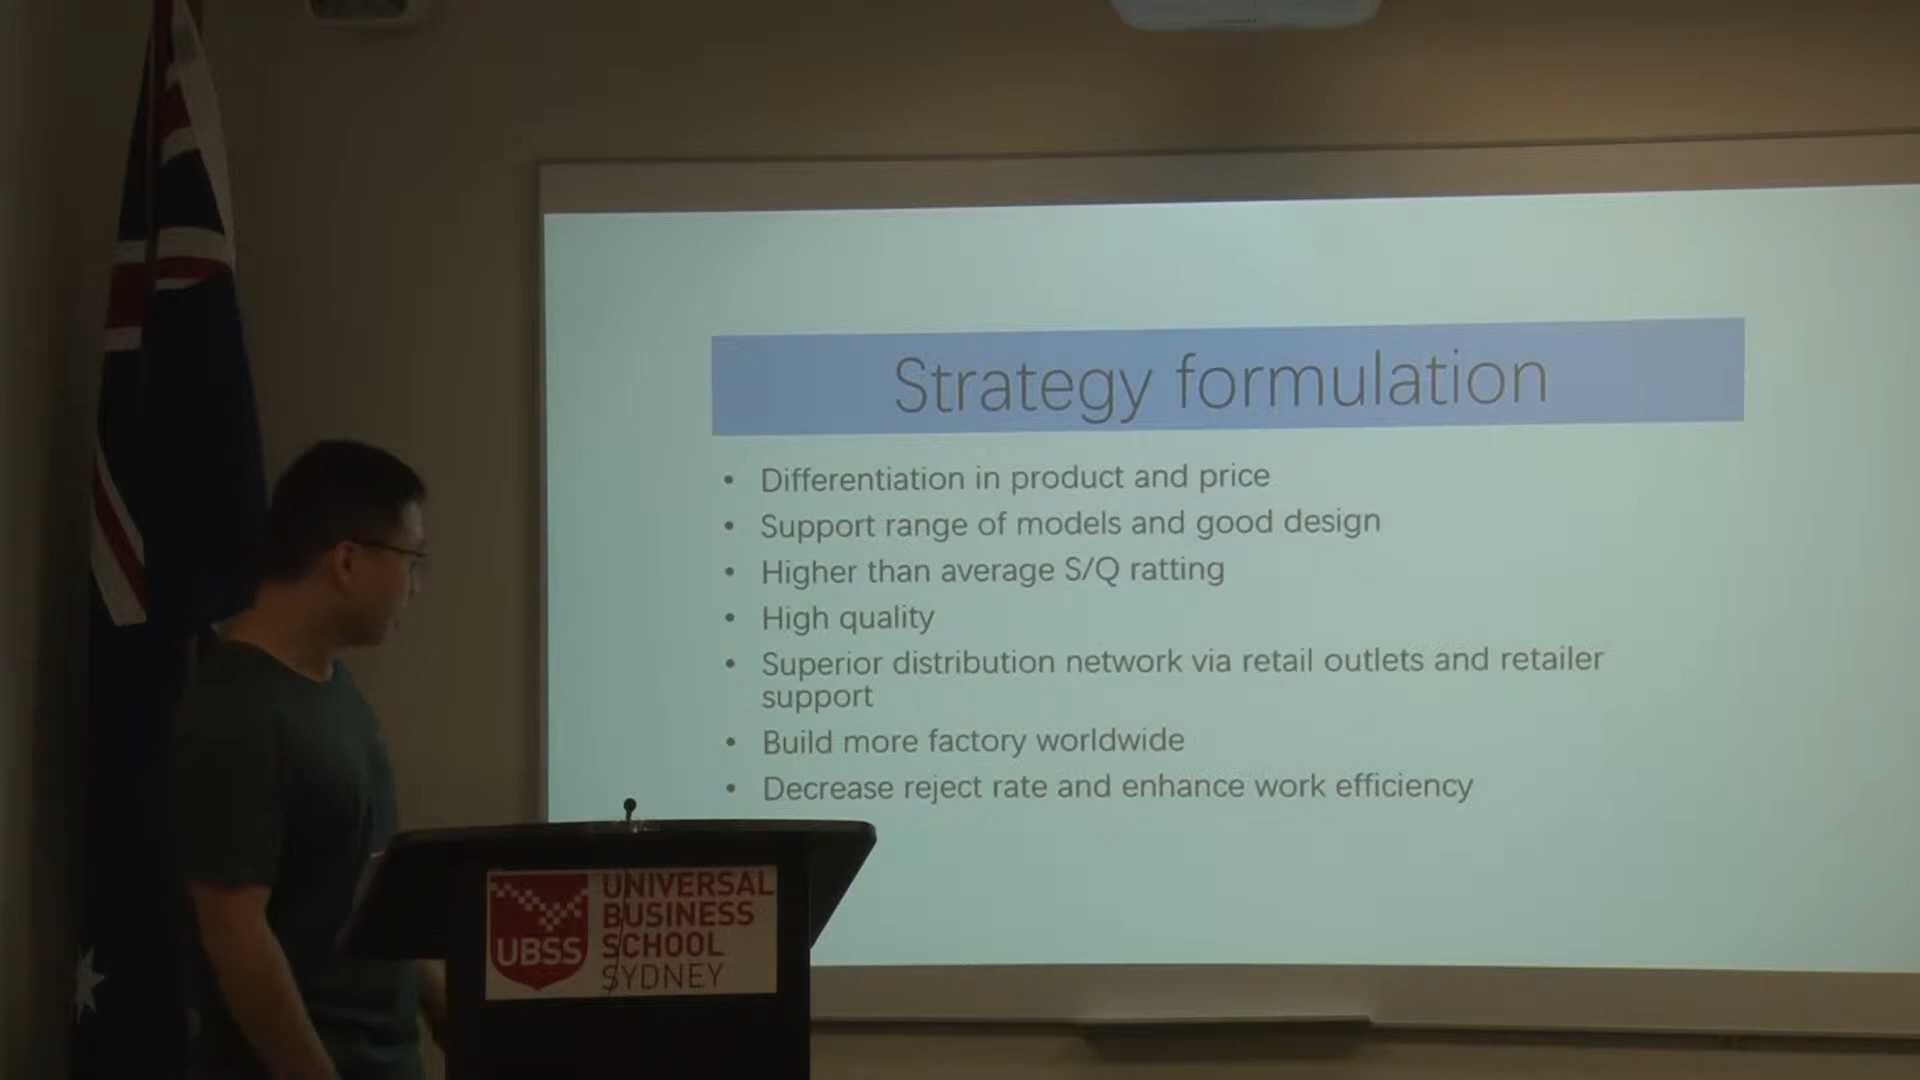 Strategy formulation
• Differentiation in product and price
• Support range of models and good design
• Higher than average S/Q ratting
• High quality
• Superior distribution network via retail outlets and retailer
support
• Build more factory worldwide
• Decrease reject rate and enhance work efficiency
UBSS
UNIVERSAL
BUSINESS
SCHOOL
SYDNEY